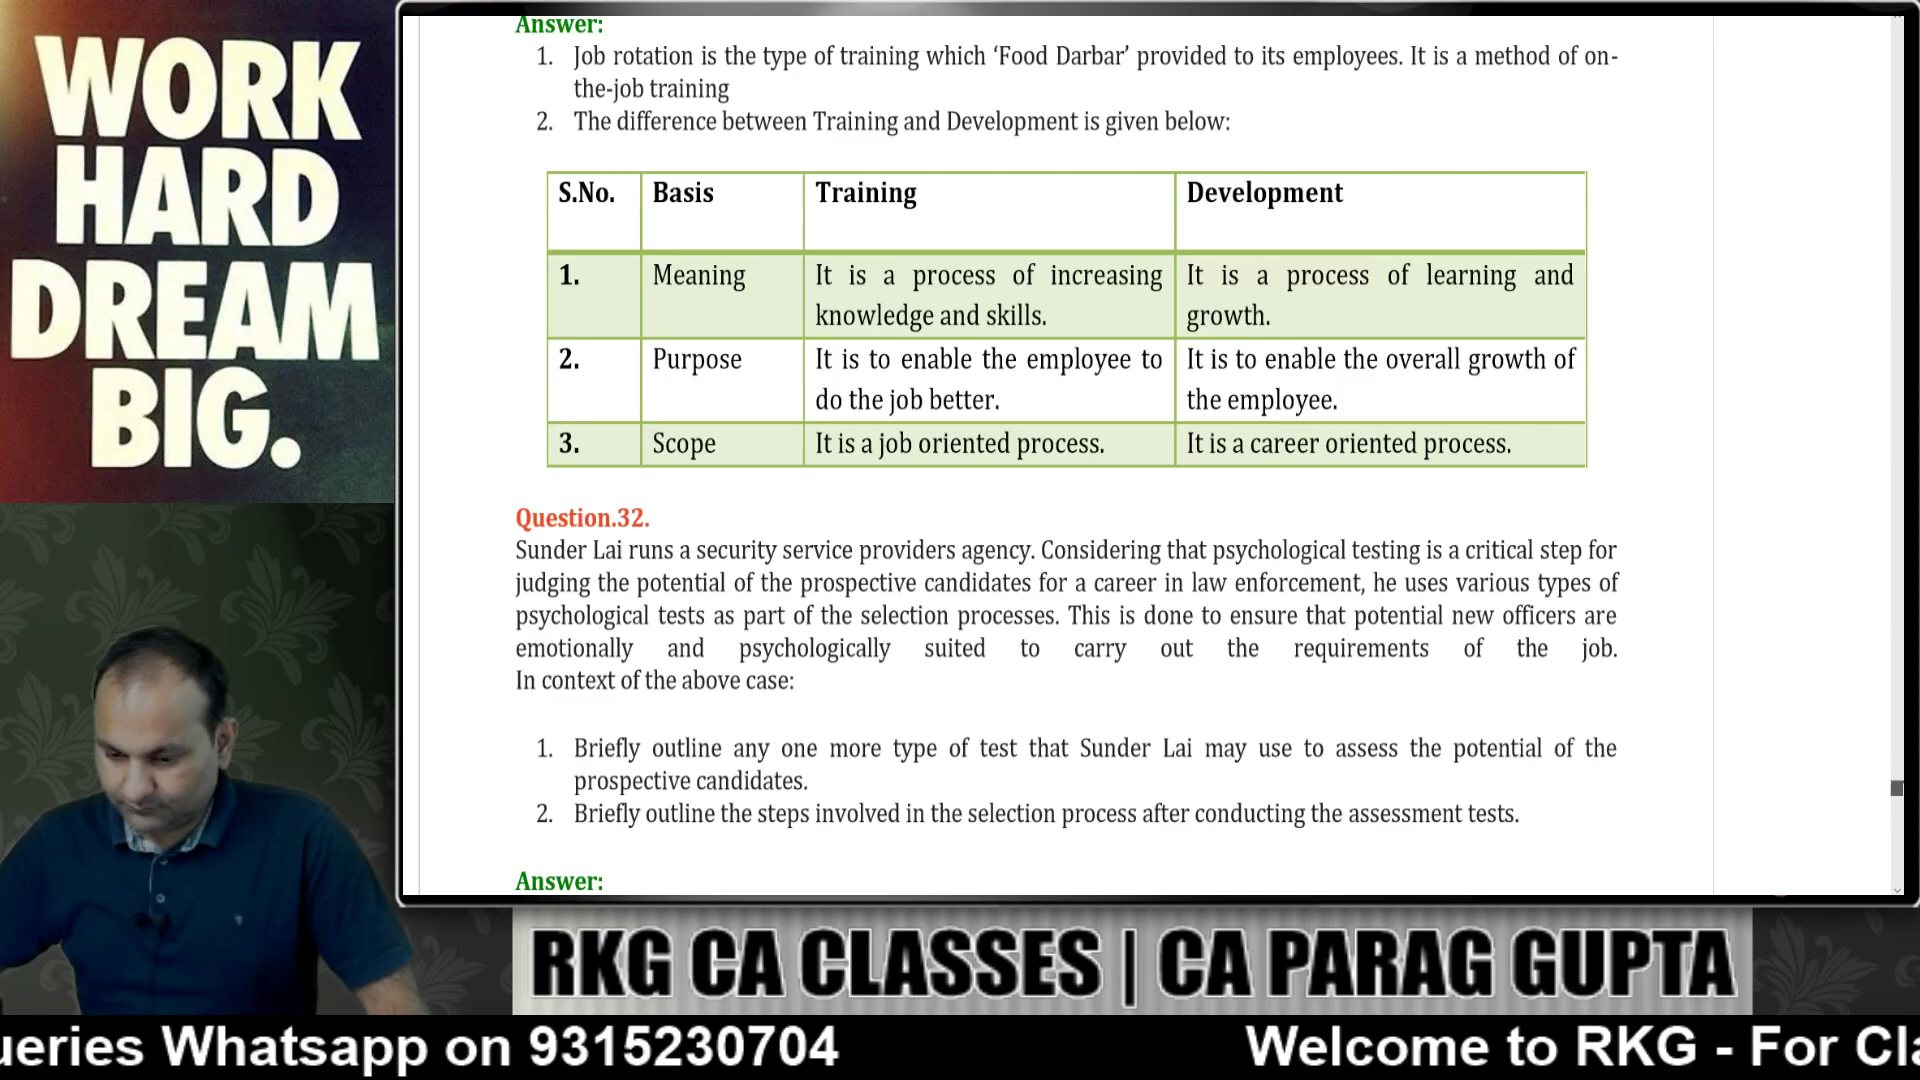 WORK
HARD
DREAM
BIG.
Answer:
1. Job rotation is the type of training which ‘Food Darbar’ provided to its employees. It is a method of on-
the-job training
2. The difference between Training and Development is given below:
S.No. Basis Training Development
1. Meaning It is a process of increasing It is a process of learning and
knowledge and skills. growth.
2. Purpose It is to enable the employee to It is to enable the overall growth of
do the job better. the employee.
3. Scope It is a job oriented process. It is a career oriented process.
Question.32.
Sunder Lai runs a security service providers agency. Considering that psychological testing is a critical step for
judging the potential of the prospective candidates for a career in law enforcement, he uses various types of
psychological tests as part of the selection processes. This is done to ensure that potential new officers are
emotionally and psychologically suited to carry out the requirements of the job.
In context of the above case:
1. Briefly outline any one more type of test that Sunder Lai may use to assess the potential of the
prospective candidates.
2. Briefly outline the steps involved in the selection process after conducting the assessment tests.
Answer:
RKG CA CLASSES | CA PARAG GUPTA
ueries Whatsapp on 9315230704 Welcome to RKG - For Cla